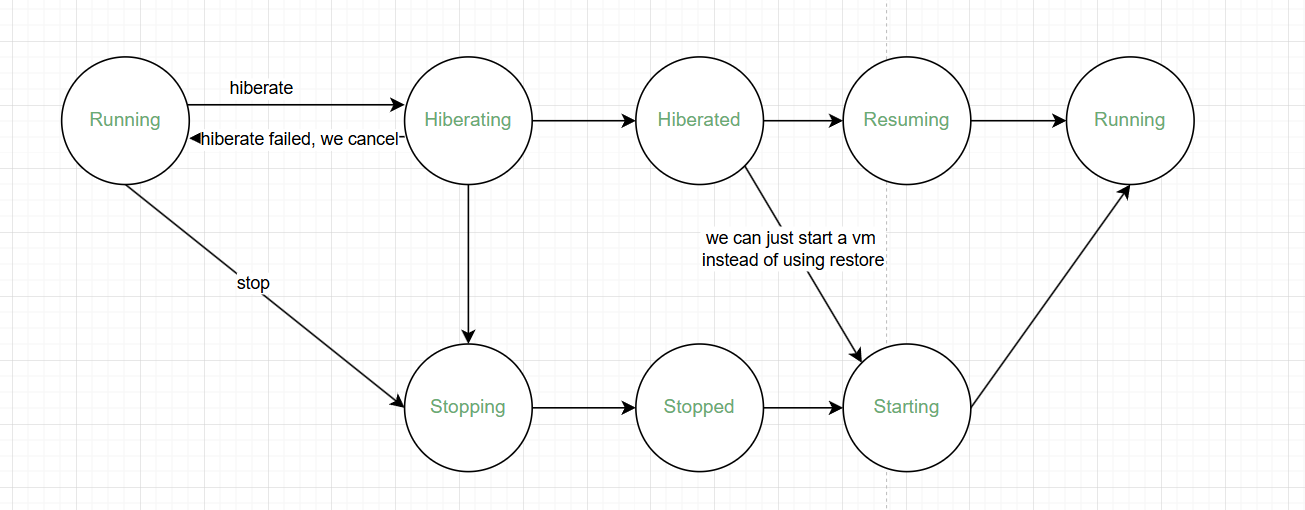 hiberate
Running
Hiberating
Hiberated
Resuming
Running
hiberate failed, we cancel
we can just start a vm
instead of using restore
stop
Stopping
Stopped
Starting